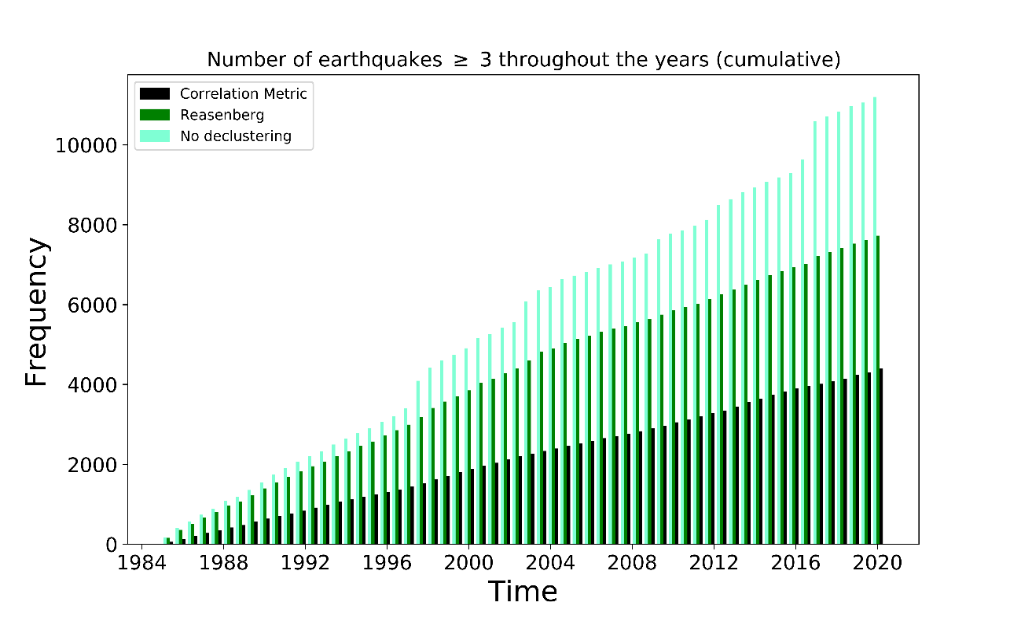 Number of earthquakes ≥ 3 throughout the years (cumulative)
Correlation Metric
Reasenberg
No declustering
Frequency
10000
8000
6000
4000
2000
0
1984 1988 1992 1996 2000 2004 2008 2012 2016 2020
Time